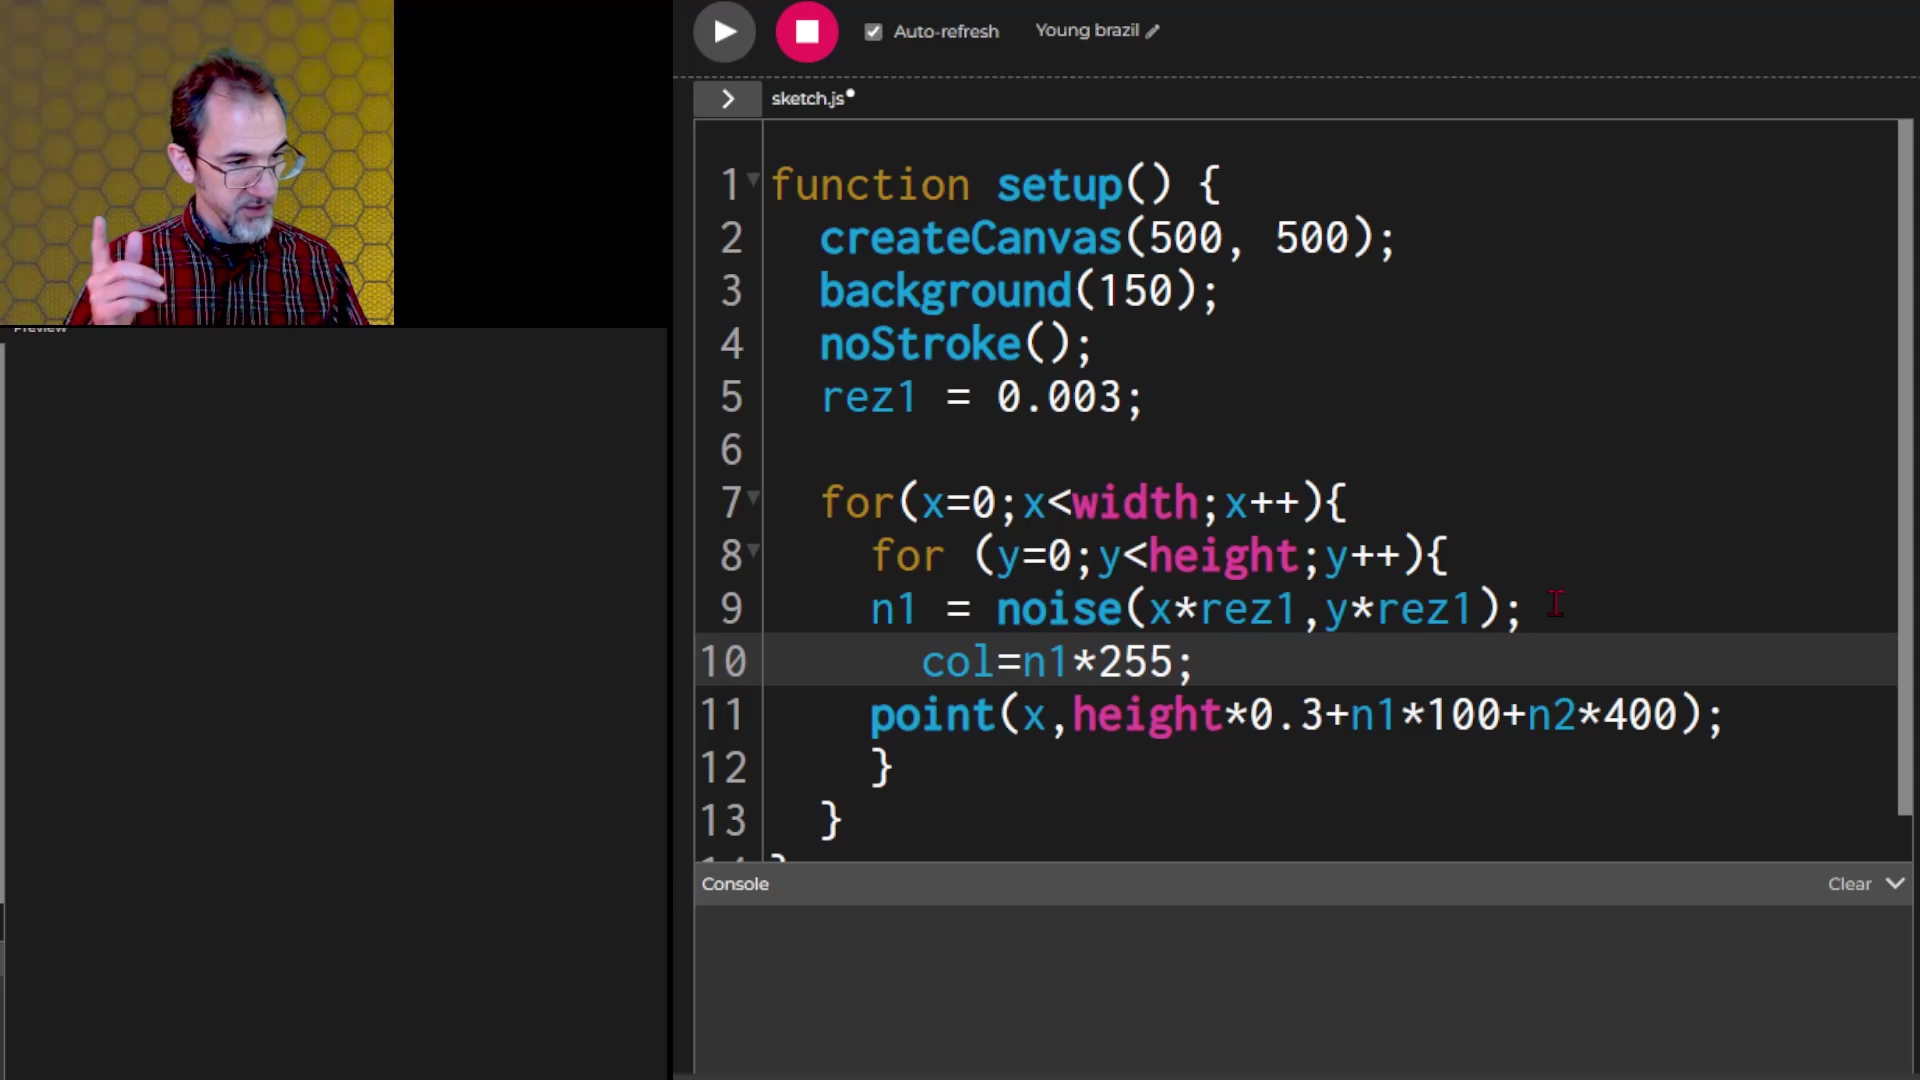 Auto-refresh
Young brazil
sketch.js
Preview
1 function setup() {
2 createCanvas(500, 500);
3 background(150);
4 noStroke();
5 rez1 = 0.003;
6
7 for(x=0;x<width;x++){
8 for (y=0;y<height;y++){
9 n1 = noise(x*rez1,y*rez1);
10 col=n1*255;
11 point(x,height*0.3+n1*100+n2*400);
12 }
13 }
14 }
Console
Clear